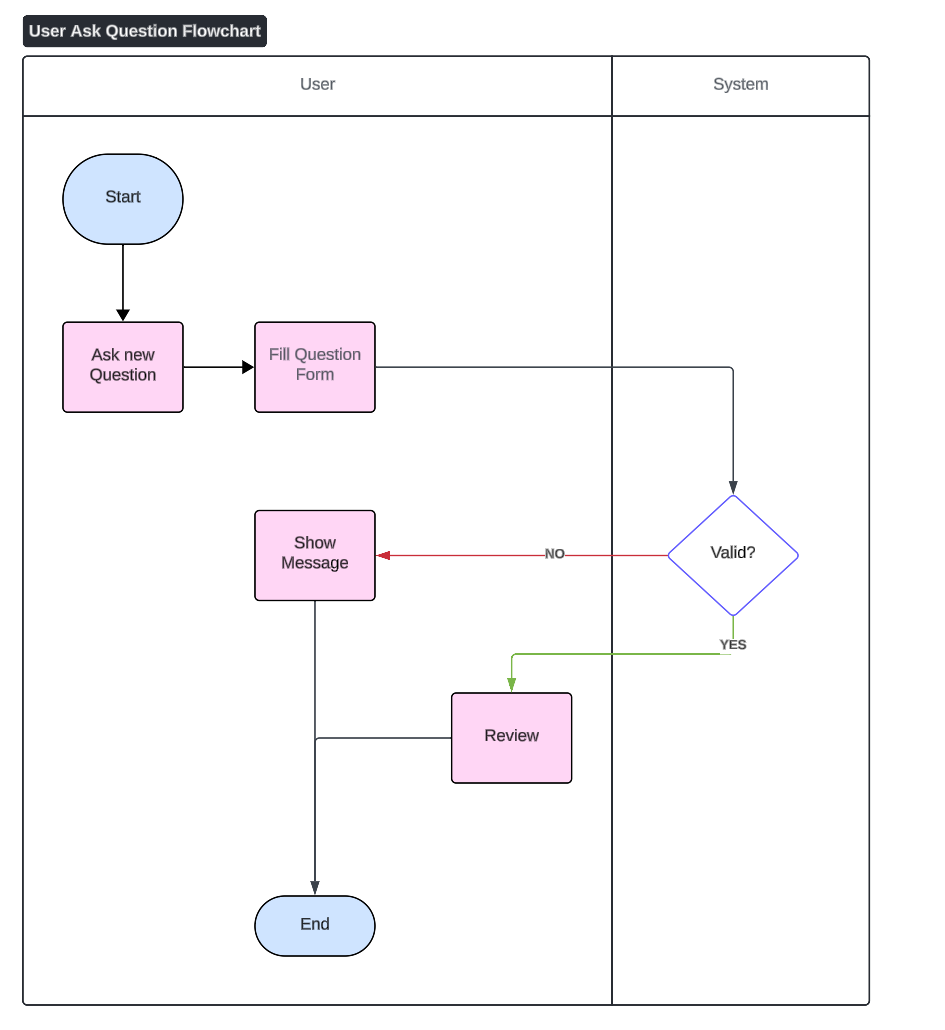 User Ask Question Flowchart
User
System
Start
Ask new
Question
Fill Question
Form
Show
Message
NO
Valid?
YES
Review
End